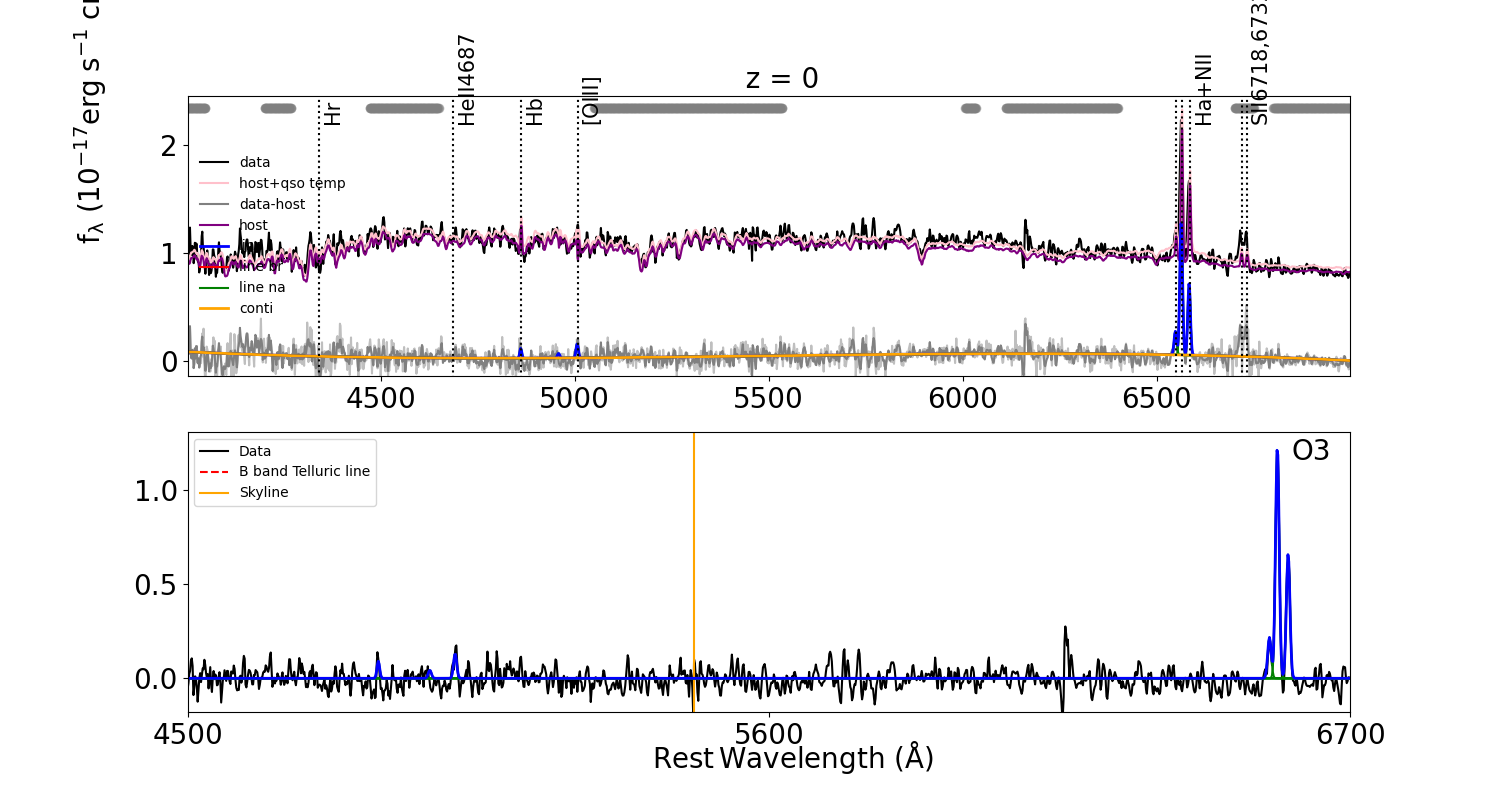 z = 0
f_λ (10^{-17}erg s^{-1}
Hr
HeII4687
Hb
[OIII]
Ha+NII
SII6718,673
2
1
0
data
host+qso temp
data-host
host
line na
conti
4500
5000
5500
6000
6500
Data
B band Telluric line
Skyline
O3
1.0
0.5
0.0
4500
5600
6700
Rest Wavelength (Å)